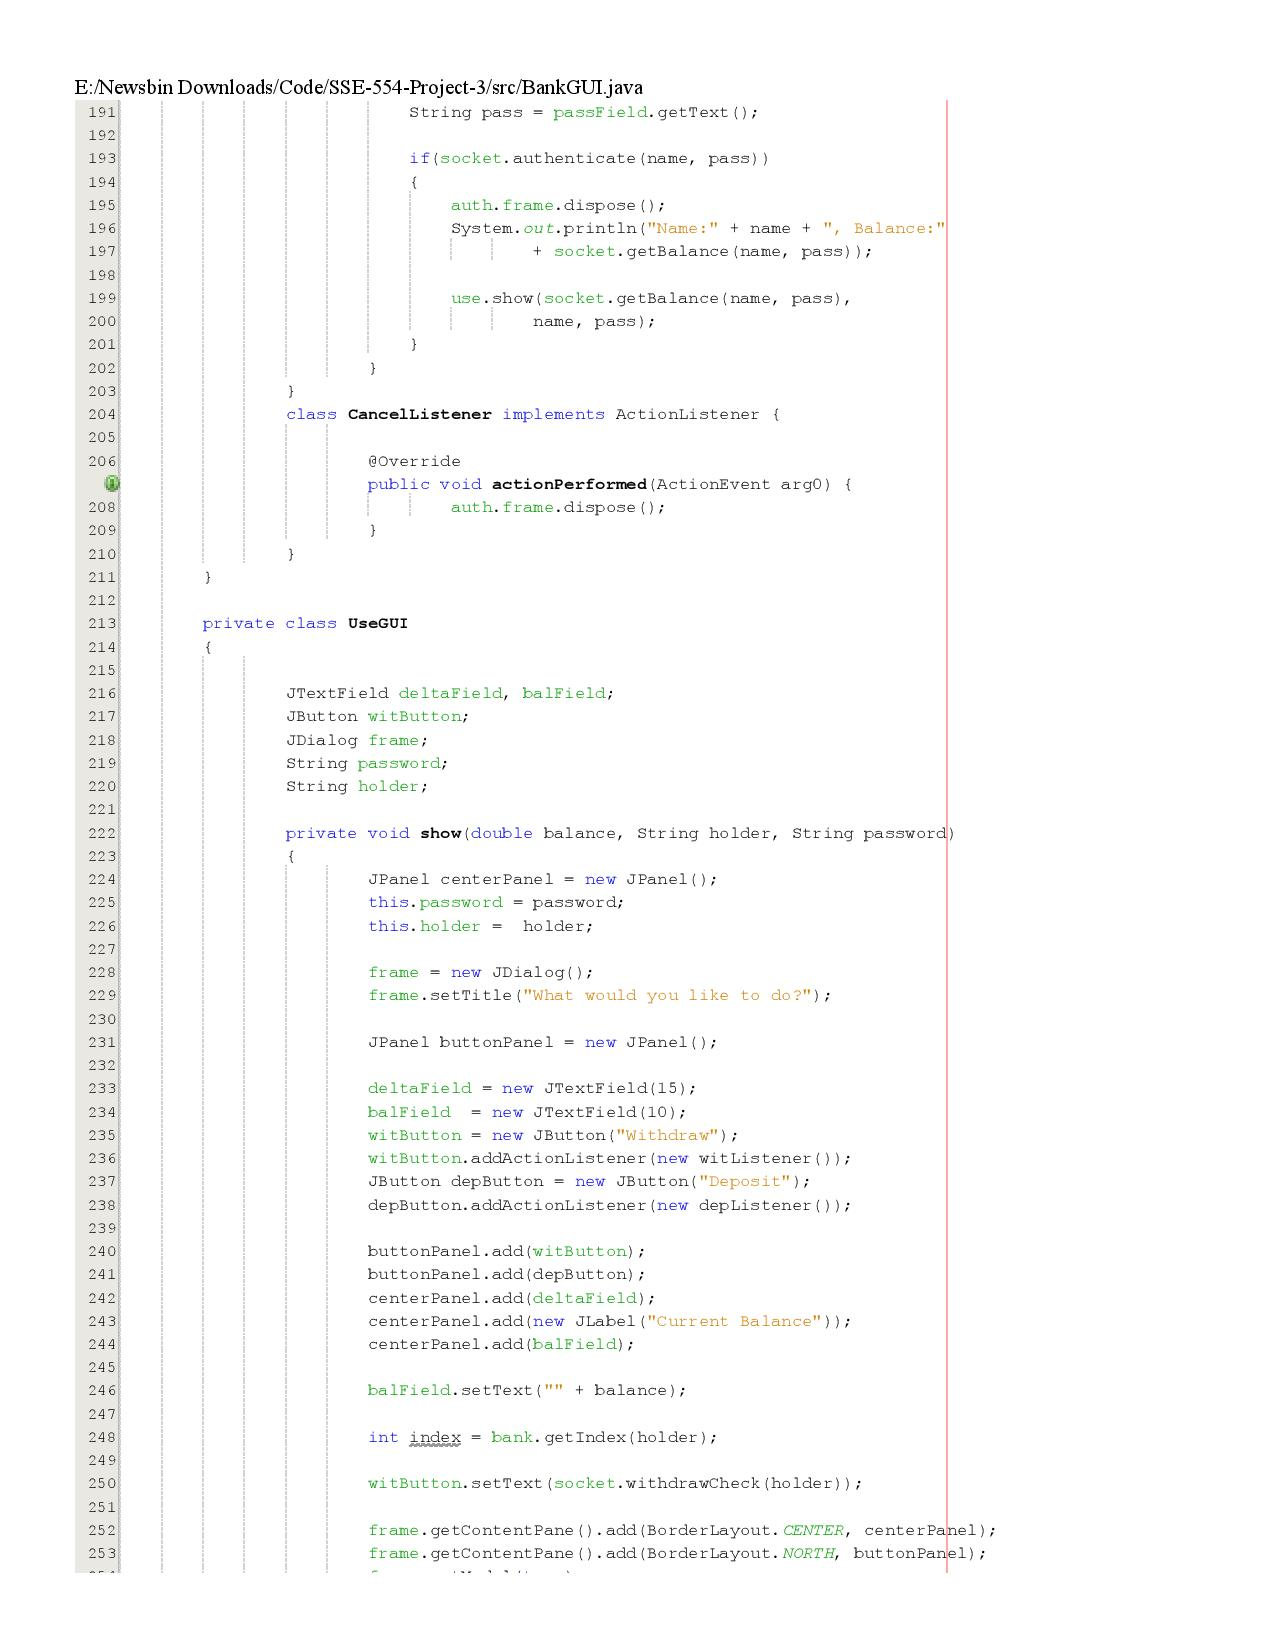 E:/Newsbin Downloads/Code/SSE-554-Project-3/src/BankGUI.java
191 String pass = passField.getText();
192
193 if(socket.authenticate(name, pass))
194 {
195 auth.frame.dispose();
196 System.out.println("Name:" + name + ", Balance:"
197 + socket.getBalance(name, pass));
198
199 use.show(socket.getBalance(name, pass),
200 name, pass);
201 }
202 }
203 }
204 class CancelListener implements ActionListener {
205
206 @Override
public void actionPerformed(ActionEvent arg0) {
208 auth.frame.dispose();
209 }
210 }
211 }
212
213 private class UseGUI
214 {
215
216 JTextField deltaField, balField;
217 JButton witButton;
218 JDialog frame;
219 String password;
220 String holder;
221
222 private void show(double balance, String holder, String password)
223 {
224 JPanel centerPanel = new JPanel();
225 this.password = password;
226 this.holder =  holder;
227
228 frame = new JDialog();
229 frame.setTitle("What would you like to do?");
230
231 JPanel buttonPanel = new JPanel();
232
233 deltaField = new JTextField(15);
234 balField  = new JTextField(10);
235 witButton = new JButton("Withdraw");
236 witButton.addActionListener(new witListener());
237 JButton depButton = new JButton("Deposit");
238 depButton.addActionListener(new depListener());
239
240 buttonPanel.add(witButton);
241 buttonPanel.add(depButton);
242 centerPanel.add(deltaField);
243 centerPanel.add(new JLabel("Current Balance"));
244 centerPanel.add(balField);
245
246 balField.setText("" + balance);
247
248 int index = bank.getIndex(holder);
249
250 witButton.setText(socket.withdrawCheck(holder));
251
252 frame.getContentPane().add(BorderLayout.CENTER, centerPanel);
253 frame.getContentPane().add(BorderLayout.NORTH, buttonPanel);